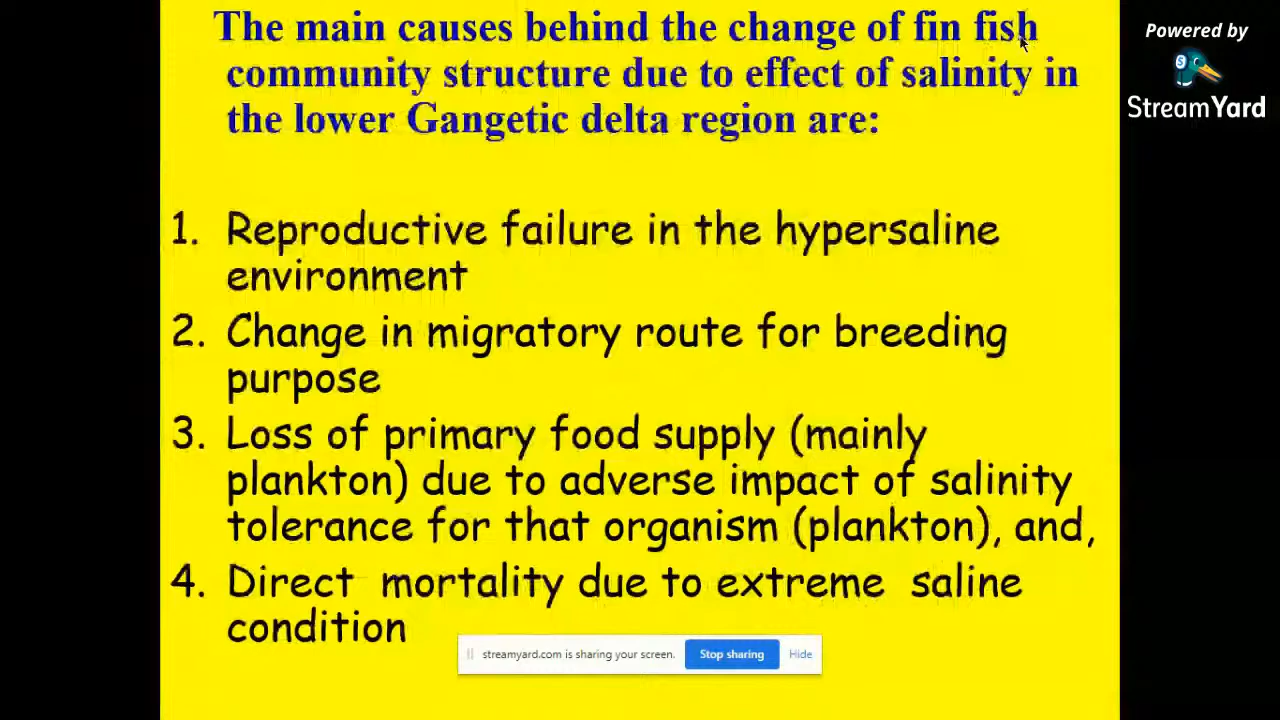 The main causes behind the change of fin fish
community structure due to effect of salinity in
the lower Gangetic delta region are:
1. Reproductive failure in the hypersaline
environment
2. Change in migratory route for breeding
purpose
3. Loss of primary food supply (mainly
plankton) due to adverse impact of salinity
tolerance for that organism (plankton), and,
4. Direct mortality due to extreme saline
condition
streamyard.com is sharing your screen. Stop sharing Hide
Powered by
StreamYard